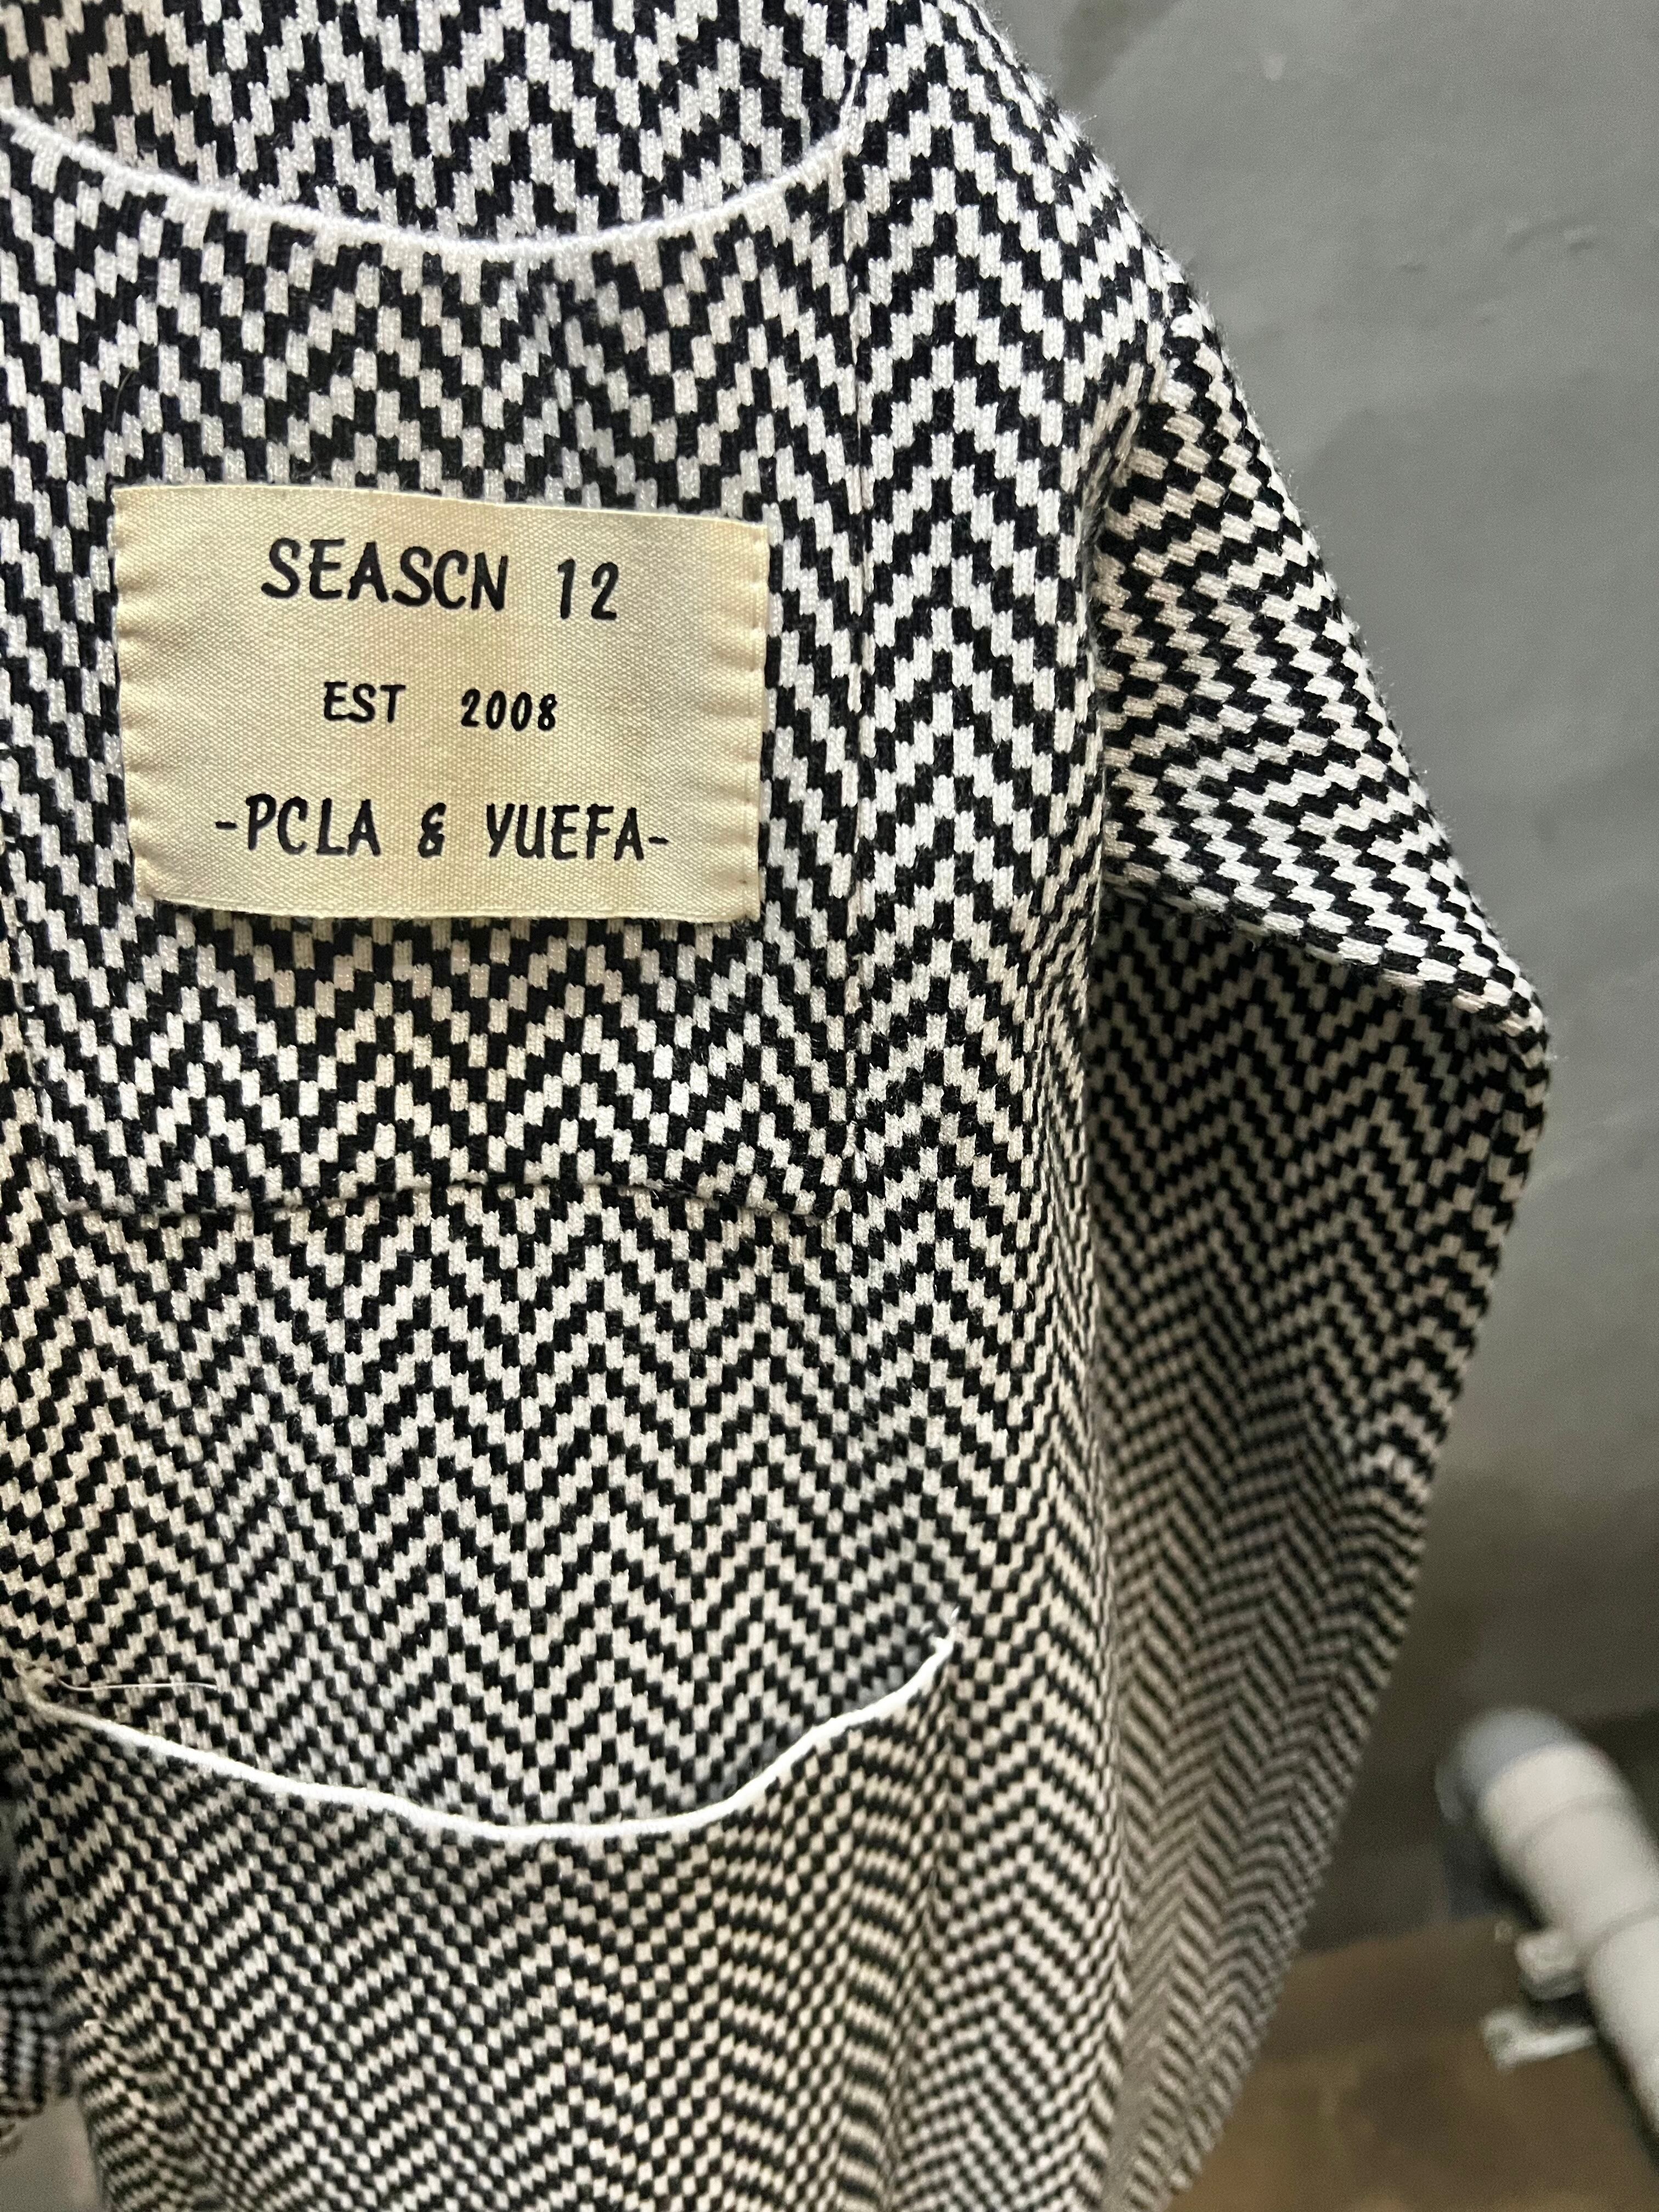 SEASCN 12
EST 2008
-PCLA & YUEFA-